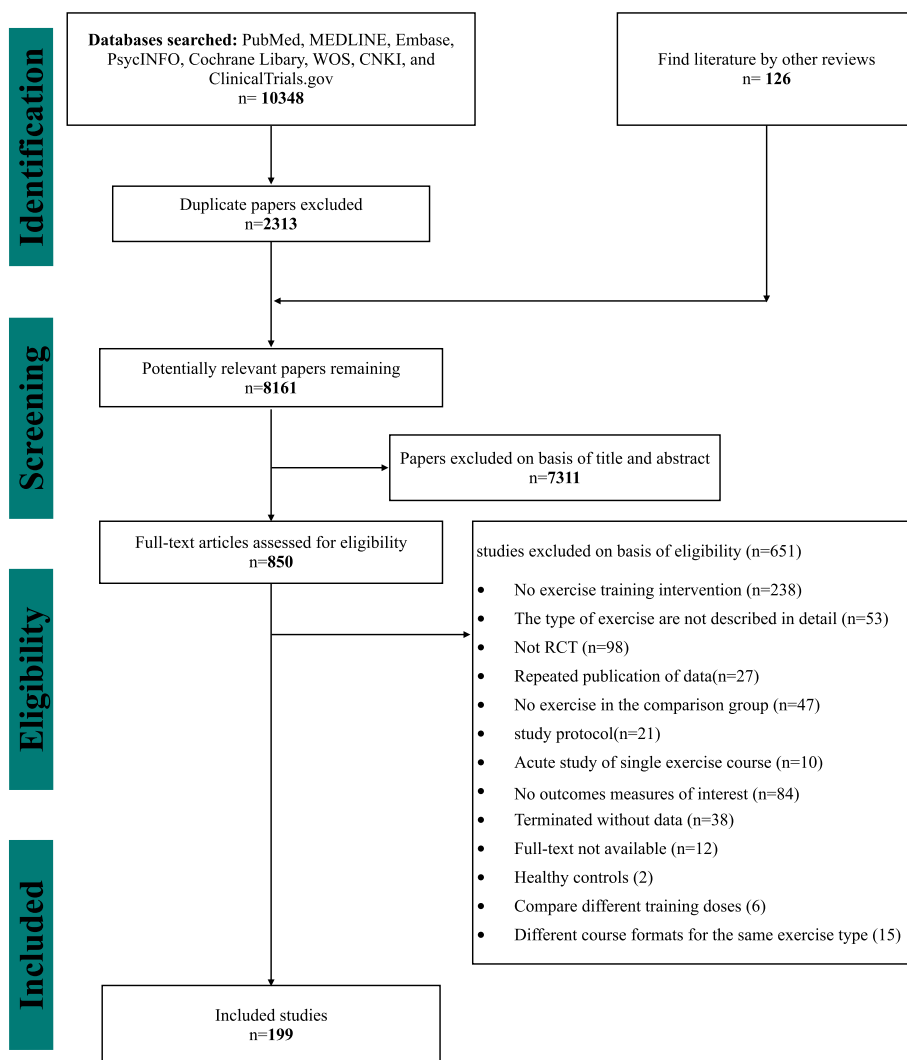 Identification
Databases searched: PubMed, MEDLINE, Embase,
PsycINFO, Cochrane Libary, WOS, CNKI, and
ClinicalTrials.gov
n= 10348
Find literature by other reviews
n= 126
Duplicate papers excluded
n=2313
Screening
Potentially relevant papers remaining
n=8161
Papers excluded on basis of title and abstract
n=7311
Full-text articles assessed for eligibility
n=850
Eligibility
studies excluded on basis of eligibility (n=651)
• No exercise training intervention (n=238)
• The type of exercise are not described in detail (n=53)
• Not RCT (n=98)
• Repeated publication of data(n=27)
• No exercise in the comparison group (n=47)
• study protocol(n=21)
• Acute study of single exercise course (n=10)
• No outcomes measures of interest (n=84)
• Terminated without data (n=38)
• Full-text not available (n=12)
• Healthy controls (2)
• Compare different training doses (6)
• Different course formats for the same exercise type (15)
Included
Included studies
n=199